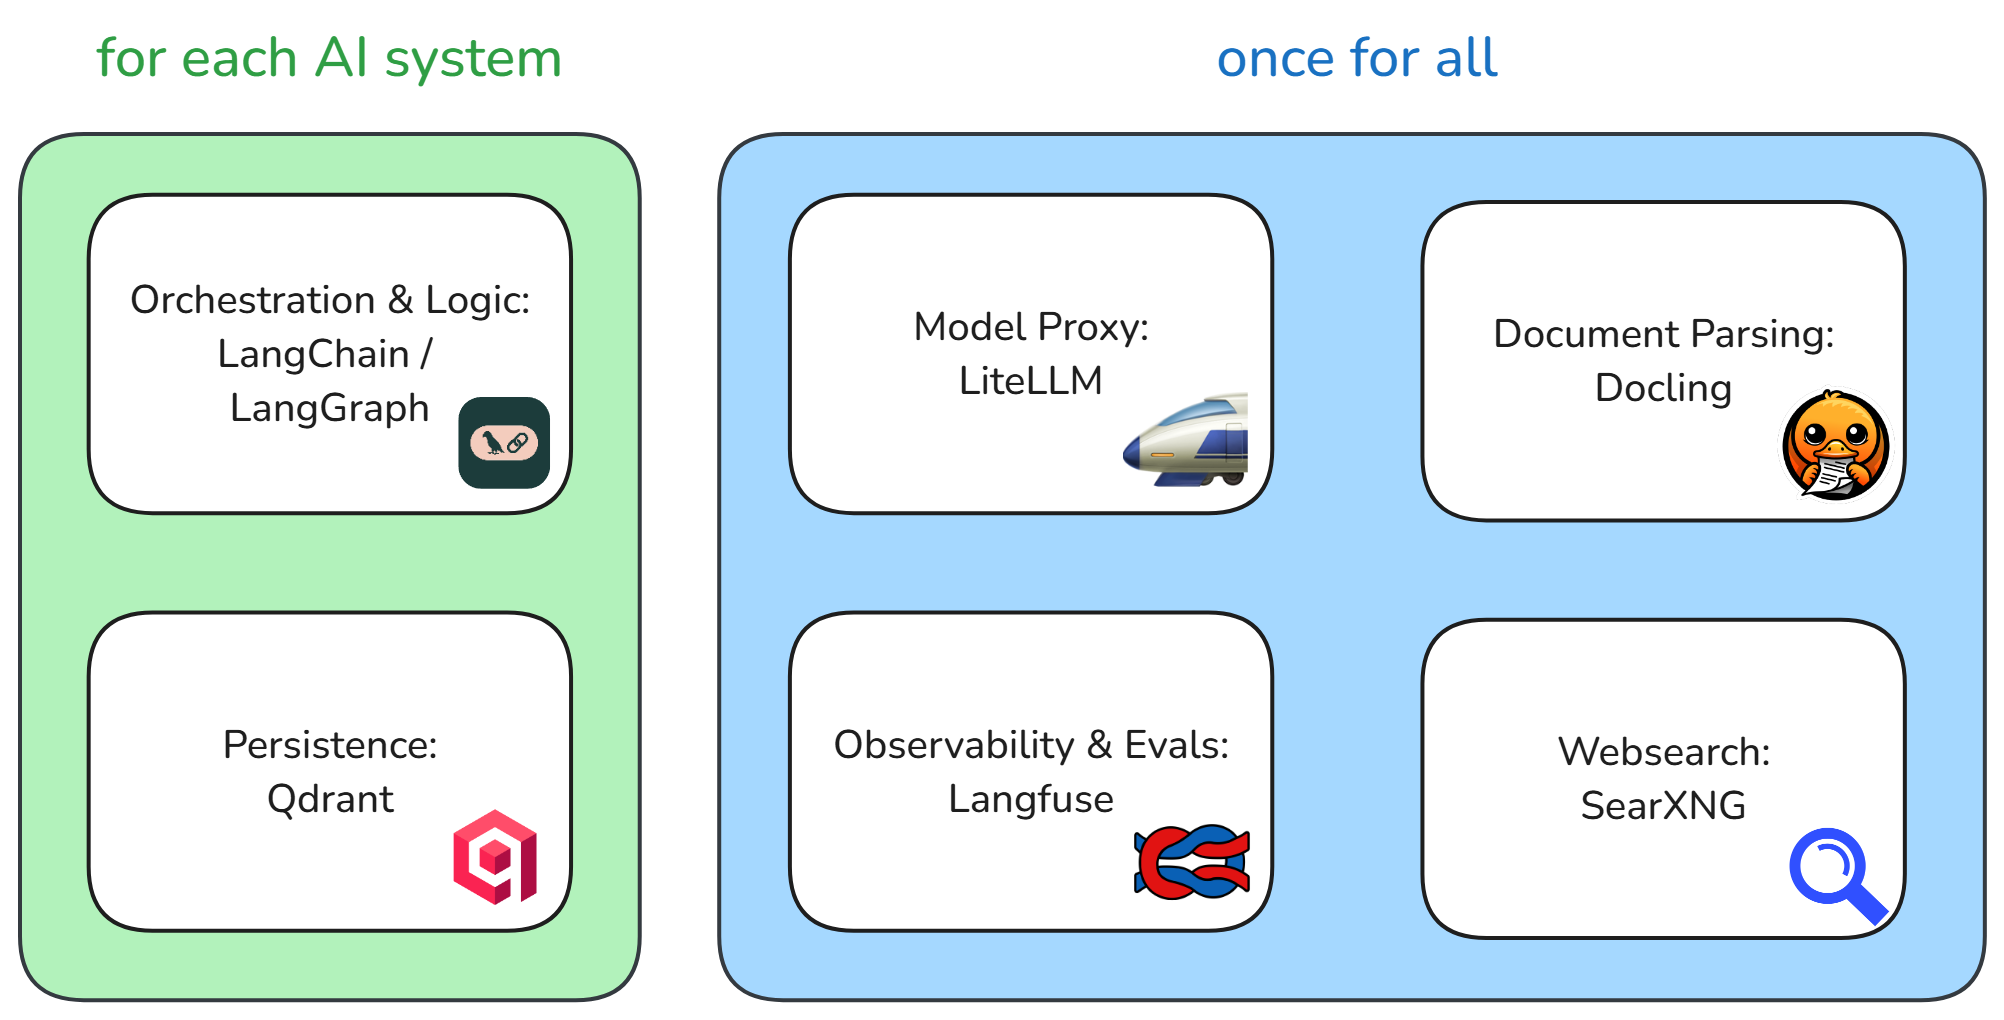 for each AI system
once for all
Orchestration & Logic:
LangChain /
LangGraph
Model Proxy:
LiteLLM
Document Parsing:
Docling
Persistence:
Qdrant
Observability & Evals:
Langfuse
Websearch:
SearXNG